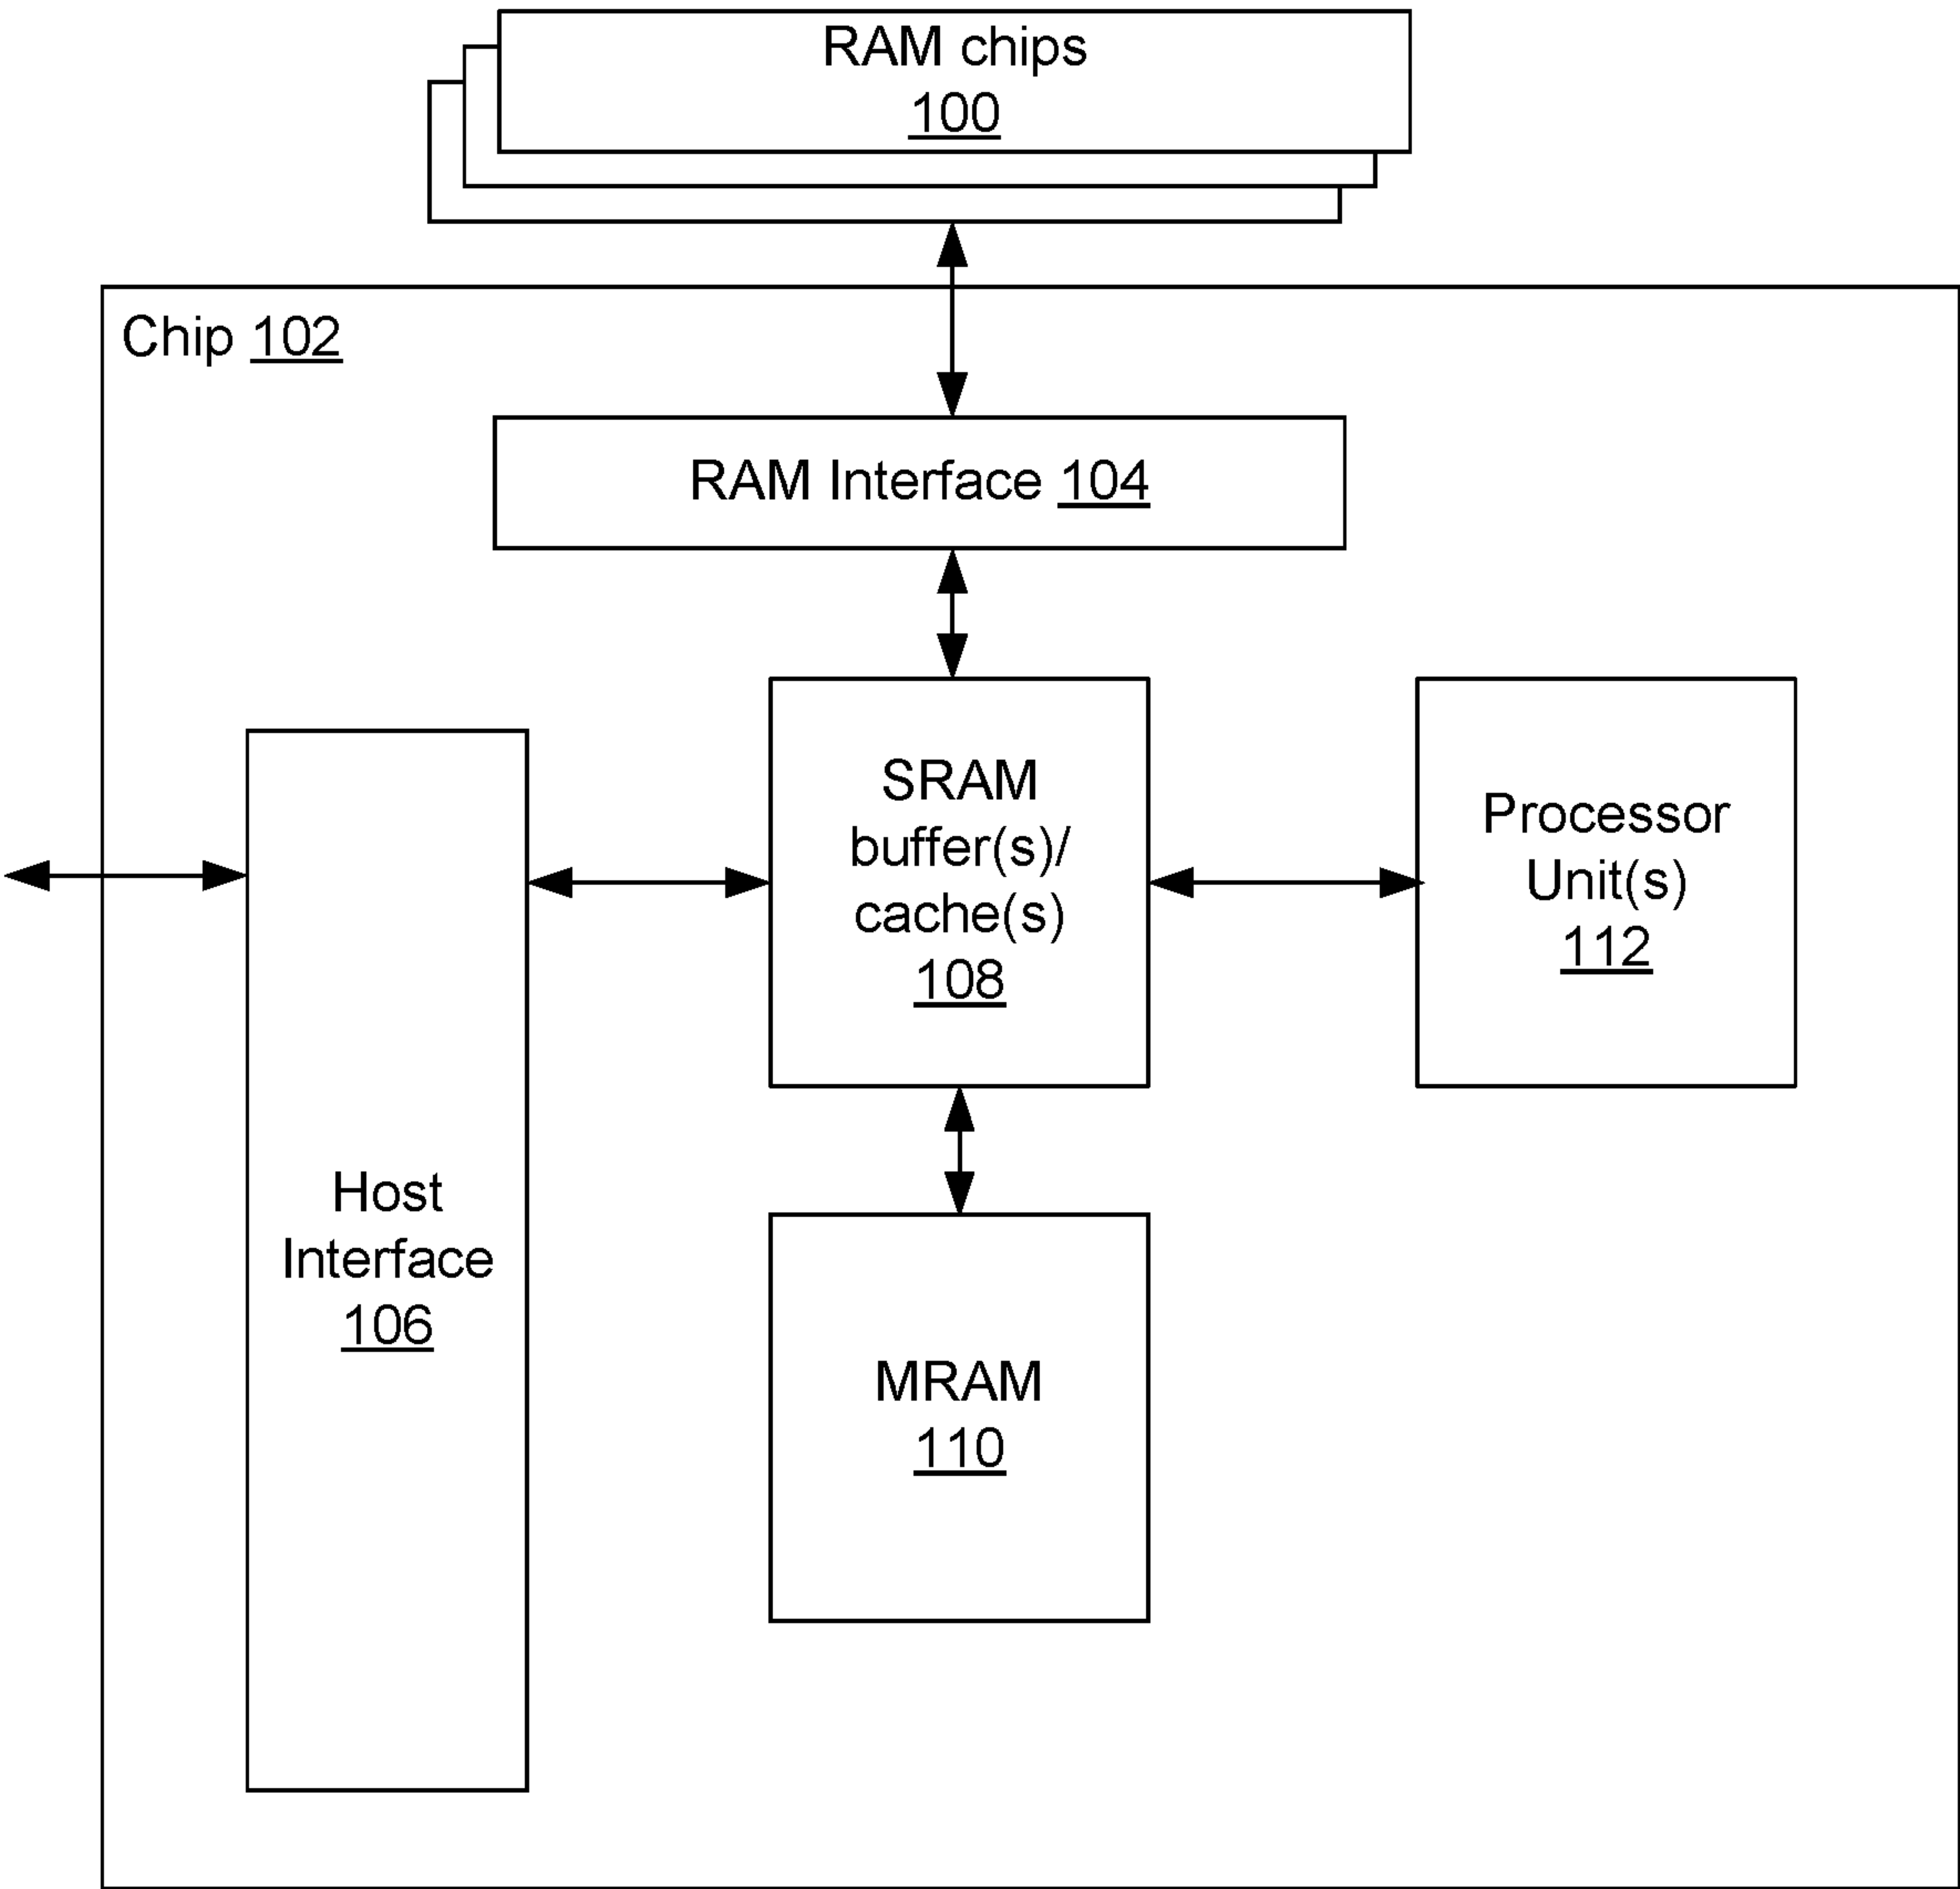 RAM chips
100
Chip 102
RAM Interface 104
SRAM
buffer(s)/
cache(s)
108
Processor
Unit(s)
112
Host
Interface
106
MRAM
110